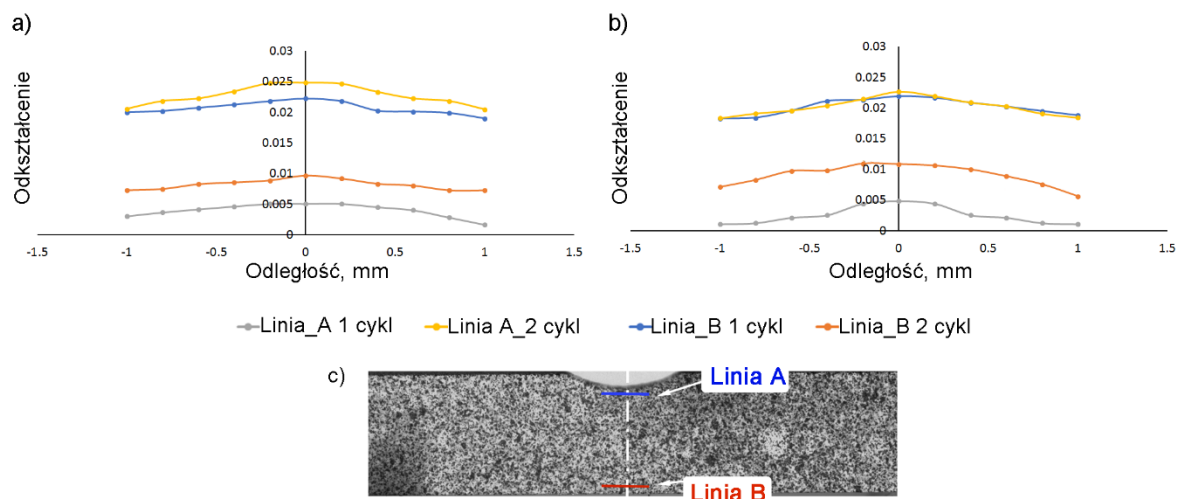 a)
Odkształcenie
0.03
0.025
0.02
0.015
0.01
0.005
0
-1.5
-1
-0.5
0
0.5
1
1.5
Odległość, mm
b)
Odkształcenie
0.03
0.025
0.02
0.015
0.01
0.005
0
-1.5
-1
-0.5
0
0.5
1
1.5
Odległość, mm
Linia_A 1 cykl Linia A_2 cykl Linia_B 1 cykl Linia_B 2 cykl
c)
Linia A
Linia B